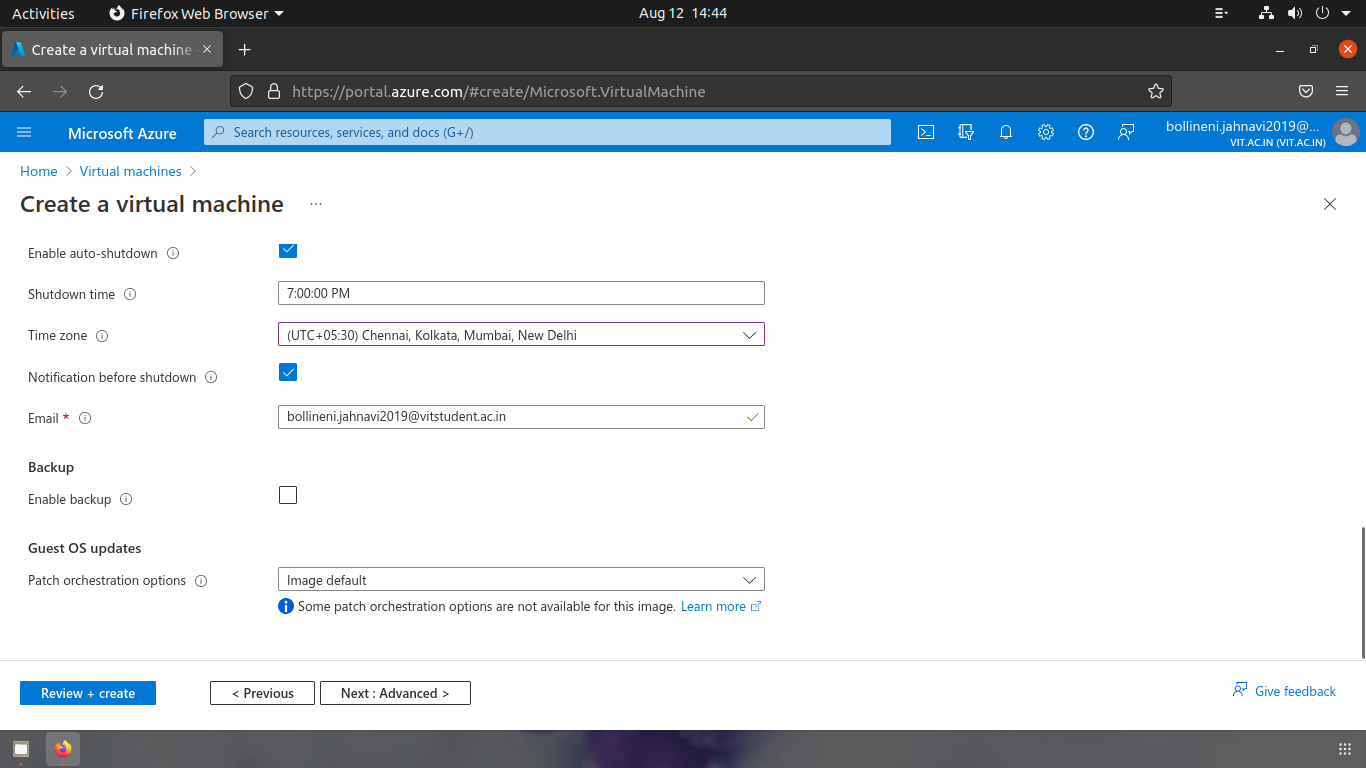 Activities
Firefox Web Browser
Aug 12 14:44
Create a virtual machine
https://portal.azure.com/#create/Microsoft.VirtualMachine
Microsoft Azure
Search resources, services, and docs (G+/)
bollineni.jahnavi2019@...
VIT.AC.IN (VIT.AC.IN)
Home > Virtual machines >
Create a virtual machine ...
Enable auto-shutdown
Shutdown time
7:00:00 PM
Time zone
(UTC+05:30) Chennai, Kolkata, Mumbai, New Delhi
Notification before shutdown
Email *
bollineni.jahnavi2019@vitstudent.ac.in
Backup
Enable backup
Guest OS updates
Patch orchestration options
Image default
Some patch orchestration options are not available for this image. Learn more
Review + create
< Previous
Next : Advanced >
Give feedback